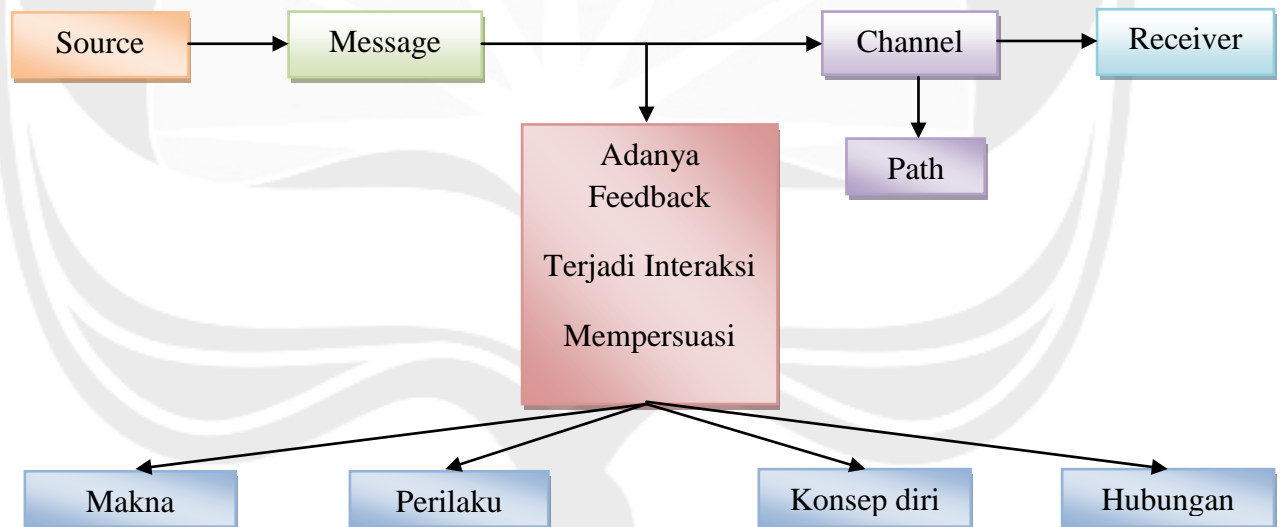 Source
Message
Channel
Receiver
Adanya
Feedback
Terjadi Interaksi
Mempersuasi
Path
Makna
Perilaku
Konsep diri
Hubungan